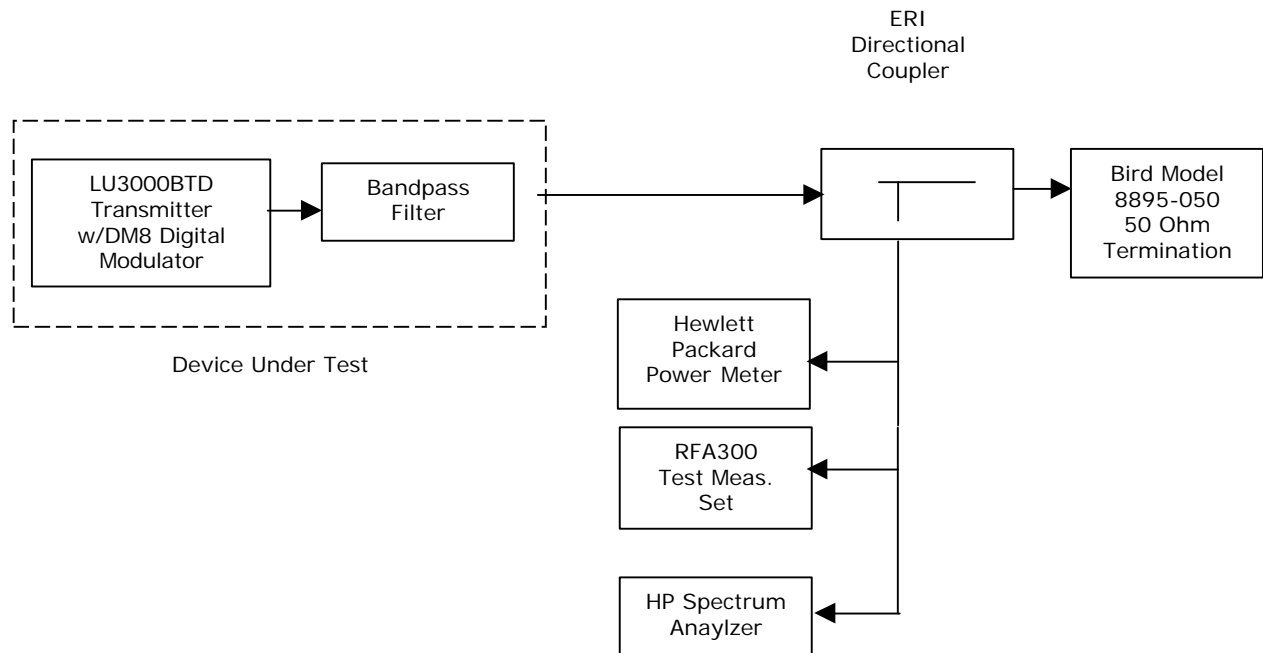 ERI
Directional
Coupler
LU3000BTD
Transmitter
w/DM8 Digital
Modulator
Bandpass
Filter
Bird Model
8895-050
50 Ohm
Termination
Device Under Test
Hewlett
Packard
Power Meter
RFA300
Test Meas.
Set
HP Spectrum
Anaylzer